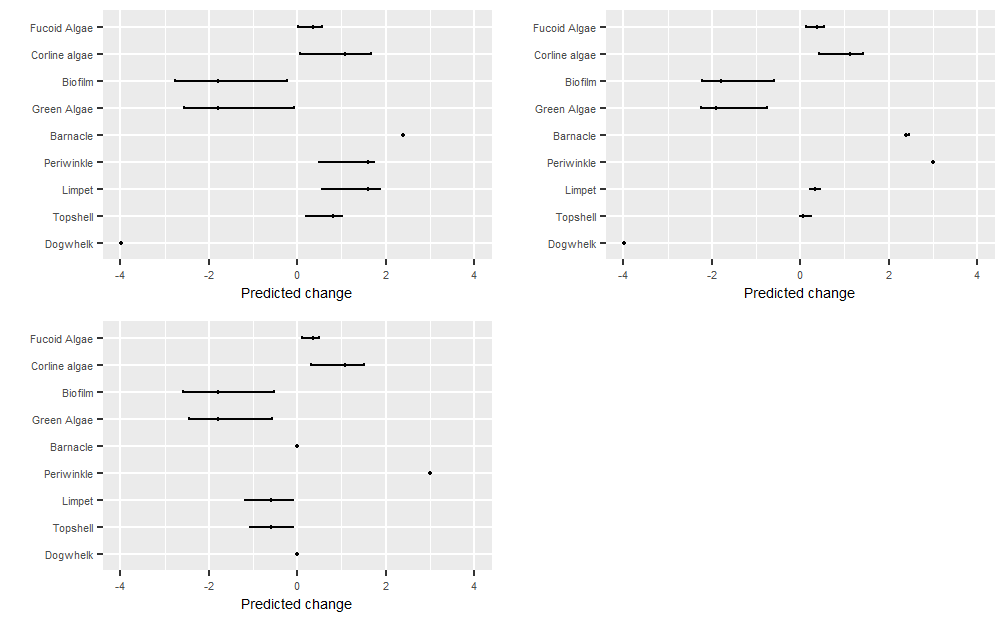 Fucoid Algae
Corline algae
Biofilm
Green Algae
Barnacle
Periwinkle
Limpet
Topshell
Dogwhelk
-4 -2 0 2 4
Predicted change
Fucoid Algae
Corline algae
Biofilm
Green Algae
Barnacle
Periwinkle
Limpet
Topshell
Dogwhelk
-4 -2 0 2 4
Predicted change
Fucoid Algae
Corline algae
Biofilm
Green Algae
Barnacle
Periwinkle
Limpet
Topshell
Dogwhelk
-4 -2 0 2 4
Predicted change